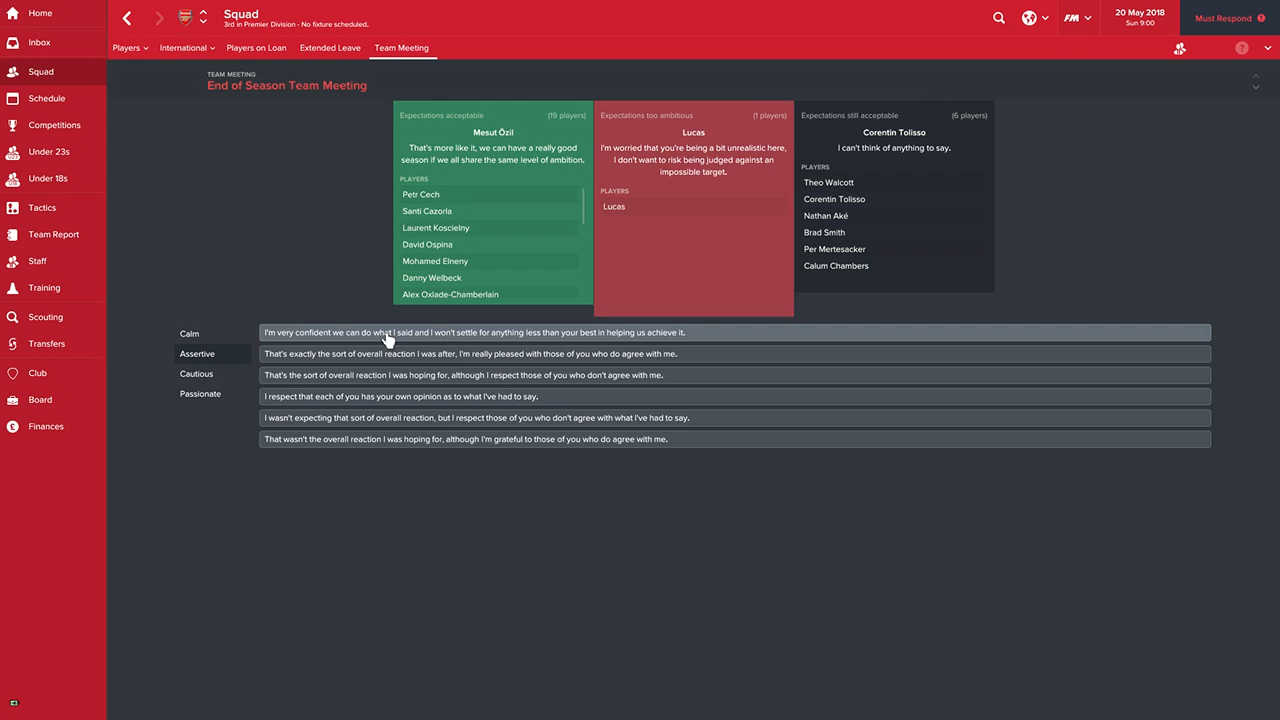 Home
Inbox
Squad
Schedule
Competitions
Under 23s
Under 18s
Tactics
Team Report
Staff
Training
Scouting
Transfers
Club
Board
Finances
Squad
3rd in Premier Division - No fixture scheduled.
FM
20 May 2018
Sun 9:00
Must Respond
Players
International
Players on Loan
Extended Leave
Team Meeting
TEAM MEETING
End of Season Team Meeting
Expectations acceptable (19 players)
Mesut Özil
That's more like it, we can have a really good
season if we all share the same level of ambition.
PLAYERS
Petr Cech
Santi Cazorla
Laurent Koscielny
David Ospina
Mohamed Elneny
Danny Welbeck
Alex Oxlade-Chamberlain
Expectations too ambitious (1 players)
Lucas
I'm worried that you're being a bit unrealistic here,
I don't want to risk being judged against an
impossible target.
PLAYERS
Lucas
Expectations still acceptable (6 players)
Corentin Tolisso
I can't think of anything to say.
PLAYERS
Theo Walcott
Corentin Tolisso
Nathan Aké
Brad Smith
Per Mertesacker
Calum Chambers
Calm
Assertive
Cautious
Passionate
I'm very confident we can do what I said and I won't settle for anything less than your best in helping us achieve it.
That's exactly the sort of overall reaction I was after, I'm really pleased with those of you who do agree with me.
That's the sort of overall reaction I was hoping for, although I respect those of you who don't agree with me.
I respect that each of you has your own opinion as to what I've had to say.
I wasn't expecting that sort of overall reaction, but I respect those of you who don't agree with what I've had to say.
That wasn't the overall reaction I was hoping for, although I'm grateful to those of you who do agree with me.